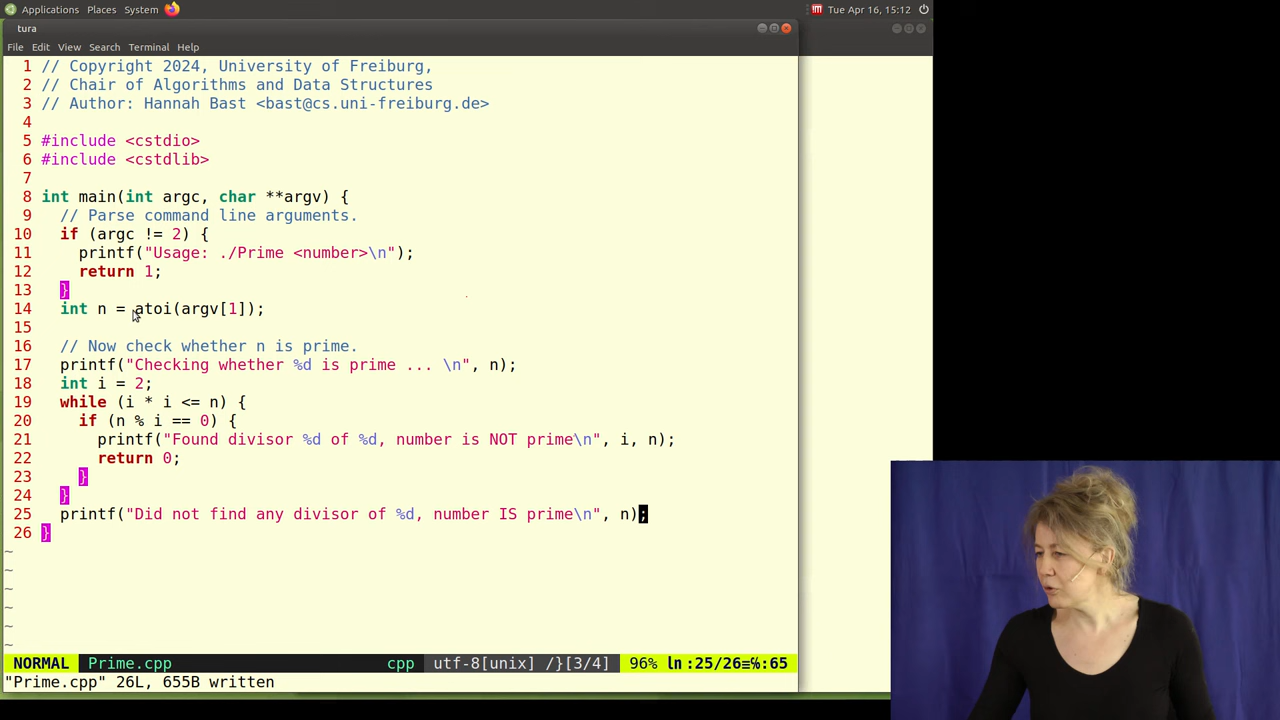 Applications Places System
Tue Apr 16, 15:12
tura
File Edit View Search Terminal Help
1 // Copyright 2024, University of Freiburg,
2 // Chair of Algorithms and Data Structures
3 // Author: Hannah Bast <bast@cs.uni-freiburg.de>
4
5 #include <cstdio>
6 #include <cstdlib>
7
8 int main(int argc, char **argv) {
9   // Parse command line arguments.
10   if (argc != 2) {
11     printf("Usage: ./Prime <number>\n");
12     return 1;
13   }
14   int n = atoi(argv[1]);
15
16   // Now check whether n is prime.
17   printf("Checking whether %d is prime ... \n", n);
18   int i = 2;
19   while (i * i <= n) {
20     if (n % i == 0) {
21       printf("Found divisor %d of %d, number is NOT prime\n", i, n);
22       return 0;
23     }
24   }
25   printf("Did not find any divisor of %d, number IS prime\n", n);
26 }
~
~
~
~
~
~
NORMAL Prime.cpp cpp utf-8[unix] /}[3/4] 96% ln:25/26≡℅:65
"Prime.cpp" 26L, 655B written